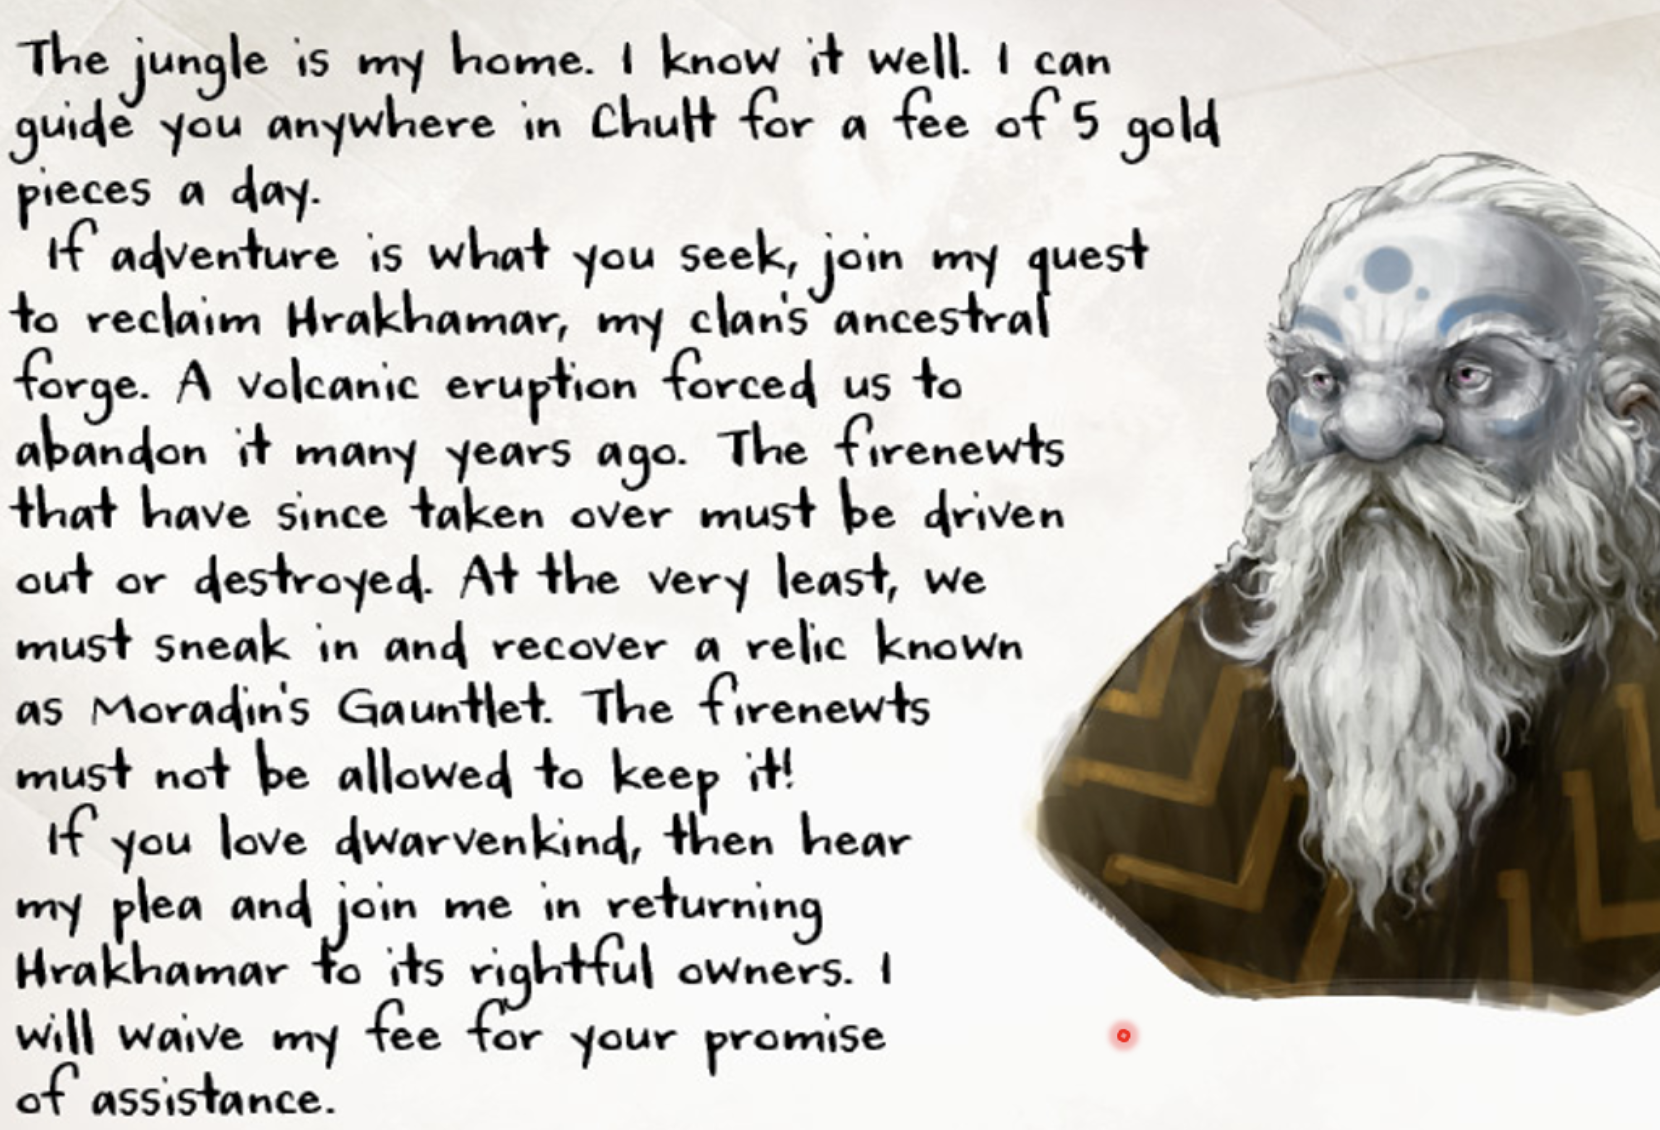 The jungle is my home. I know it well. I can
guide you anywhere in Chult for a fee of 5 gold
pieces a day.
If adventure is what you seek, join my quest
to reclaim Hrakhamar, my clan's ancestral
forge. A volcanic eruption forced us to
abandon it many years ago. The firenewts
that have since taken over must be driven
out or destroyed. At the very least, we
must sneak in and recover a relic known
as Moradin's Gauntlet. The firenewts
must not be allowed to keep it!
If you love dwarvenkind, then hear
my plea and join me in returning
Hrakhamar to its rightful owners. I
will waive my fee for your promise
of assistance.